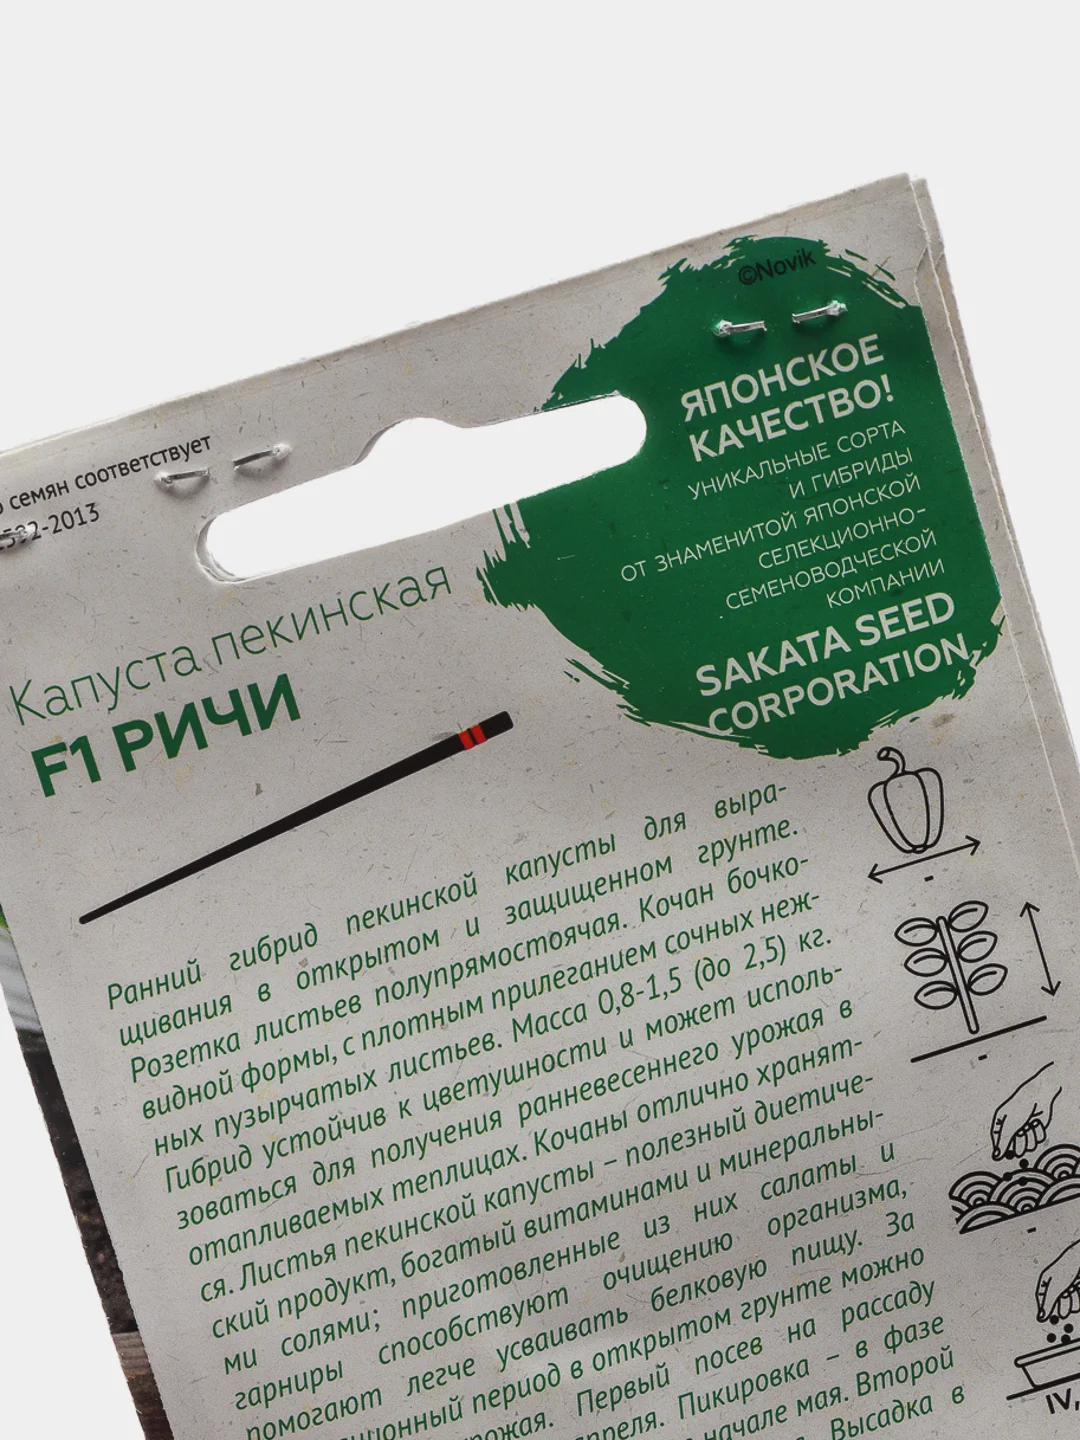 семян соответствует
-2013
©Novik
ЯПОНСКОЕ
КАЧЕСТВО!
УНИКАЛЬНЫЕ СОРТА
И ГИБРИДЫ
ОТ ЗНАМЕНИТОЙ ЯПОНСКОЙ
СЕЛЕКЦИОННО-
СЕМЕНОВОДЧЕСКОЙ
КОМПАНИИ
SAKATA SEED
CORPORATION
Капуста пекинская
F1 РИЧИ
Ранний гибрид пекинской капусты для выра-
щивания в открытом и защищенном грунте.
Розетка листьев полупрямостоячая. Кочан бочко-
видной формы, с плотным прилеганием сочных неж-
ных пузырчатых листьев. Масса 0,8-1,5 (до 2,5) кг.
Гибрид устойчив к цветушности и может исполь-
зоваться для получения ранневесеннего урожая в
отапливаемых теплицах. Кочаны отлично хранят-
ся. Листья пекинской капусты – полезный диетиче-
ский продукт, богатый витаминами и минеральны-
ми солями; приготовленные из них салаты и
гарниры способствуют очищению организма,
помогают легче усваивать белковую пищу. За
период в открытом грунте можно
Первый посев на рассаду
Пикировка – в фазе
начале мая. Второй
Высадка в
IV,